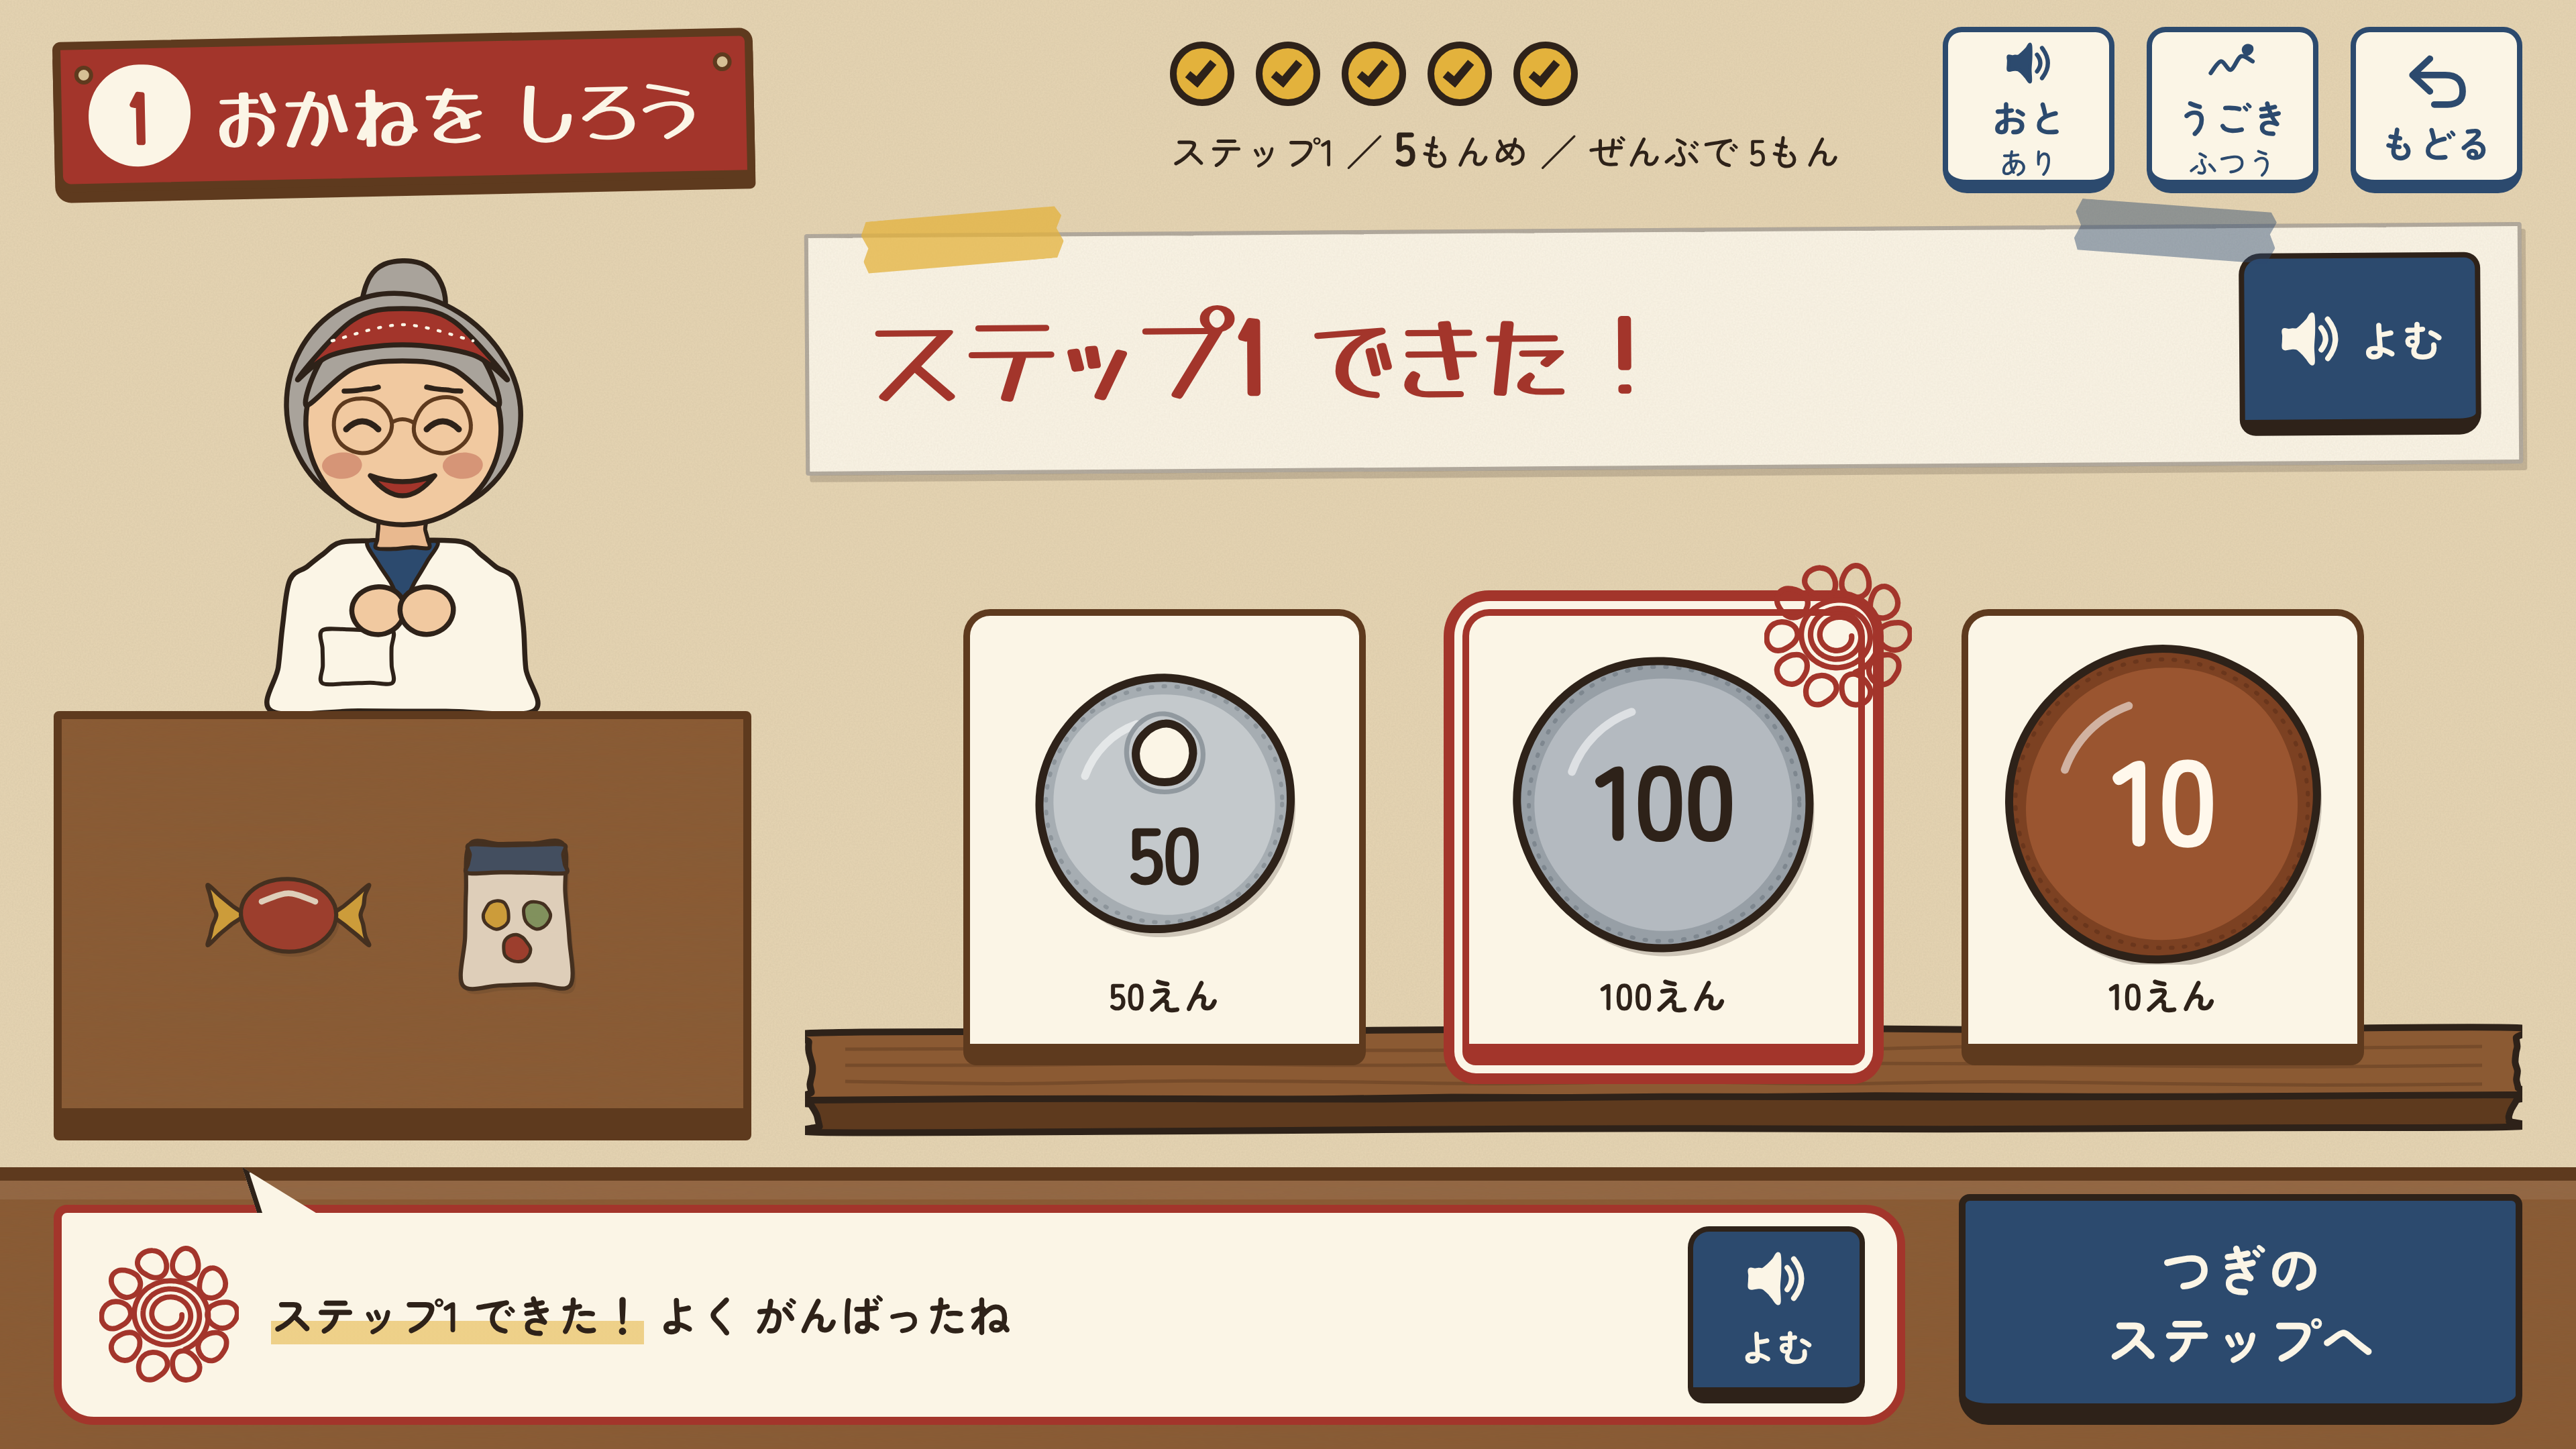 1 おかねを しろう
ステップ1 ／ 5もんめ ／ ぜんぶで 5もん
おと
あり
うごき
ふつう
もどる
ステップ1 できた！
よむ
50
50えん
100
100えん
10
10えん
ステップ1 できた！ よく がんばったね
よむ
つぎの
ステップへ